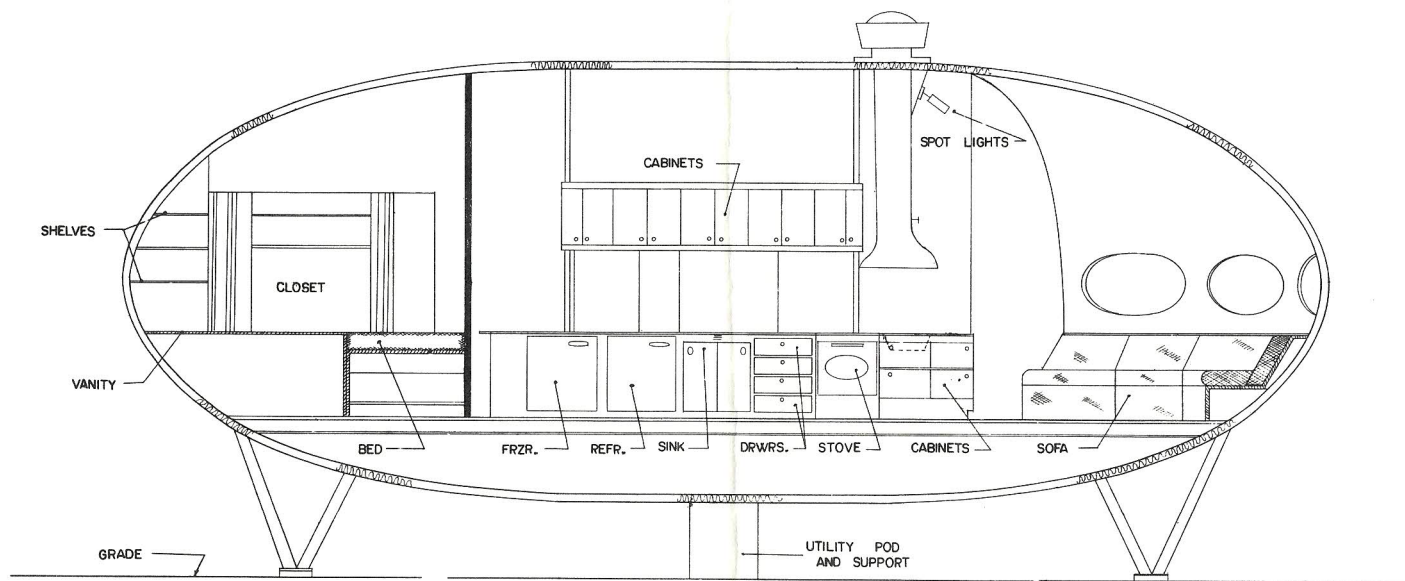 SPOT LIGHTS
CABINETS
SHELVES
CLOSET
VANITY
BED
FRZR.
REFR.
SINK
DRWRS.
STOVE
CABINETS
SOFA
GRADE
UTILITY POD
AND SUPPORT